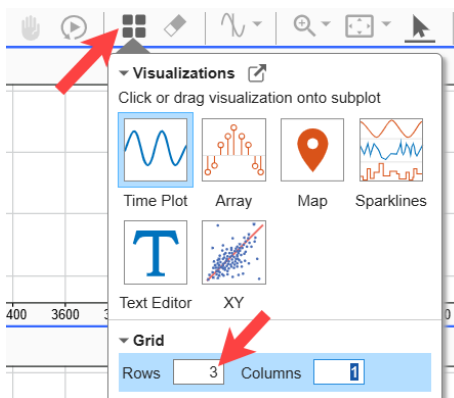 Visualizations
Click or drag visualization onto subplot
Time Plot Array Map Sparklines
T
Text Editor XY
400 3600
Grid
Rows 3 Columns 1